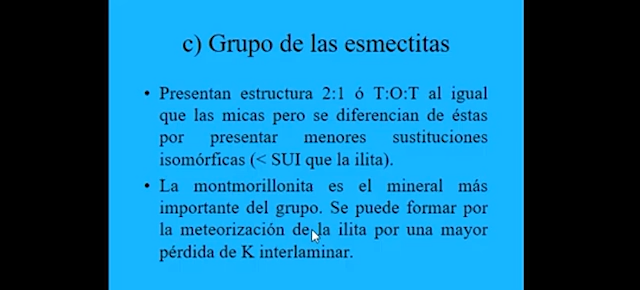 c) Grupo de las esmectitas
• Presentan estructura 2:1 ó T:O:T al igual
que las micas pero se diferencian de éstas
por presentar menores sustituciones
isomórficas (< SUI que la ilita).
• La montmorillonita es el mineral más
importante del grupo. Se puede formar por
la meteorización de la ilita por una mayor
pérdida de K interlaminar.